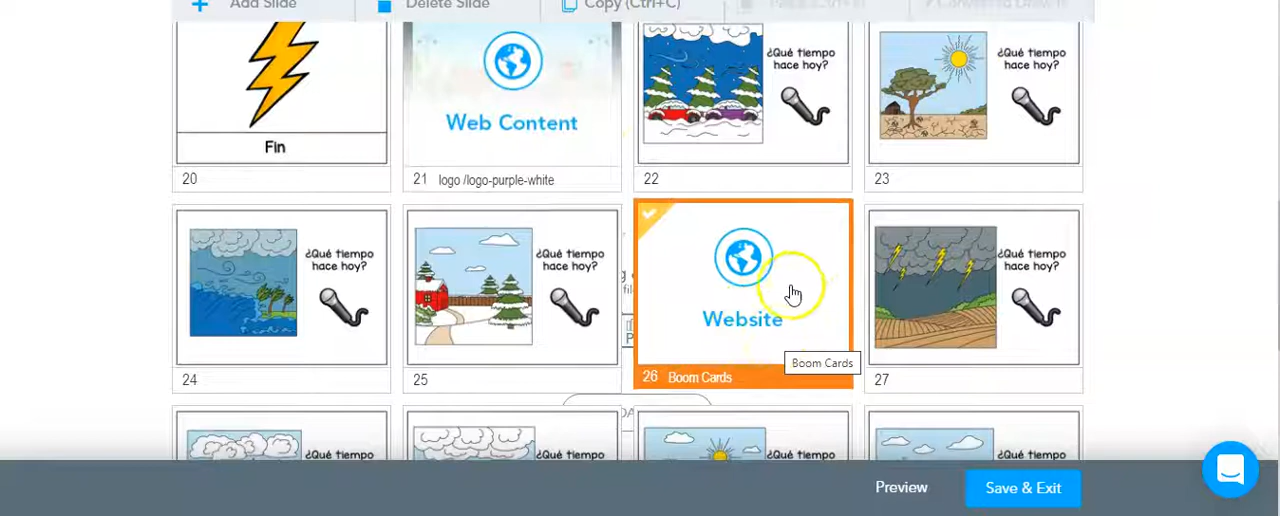 Add Slide
Delete Slide
Copy (Ctrl+C)
Fin
20
Web Content
21 logo /logo-purple-white
¿Qué tiempo
hace hoy?
22
¿Qué tiempo
hace hoy?
23
¿Qué tiempo
hace hoy?
24
¿Qué tiempo
hace hoy?
25
Website
Boom Cards
26 Boom Cards
¿Qué tiempo
hace hoy?
27
¿Qué tiempo
¿Qué tiempo
¿Qué tiempo
¿Qué tiempo
Preview
Save & Exit